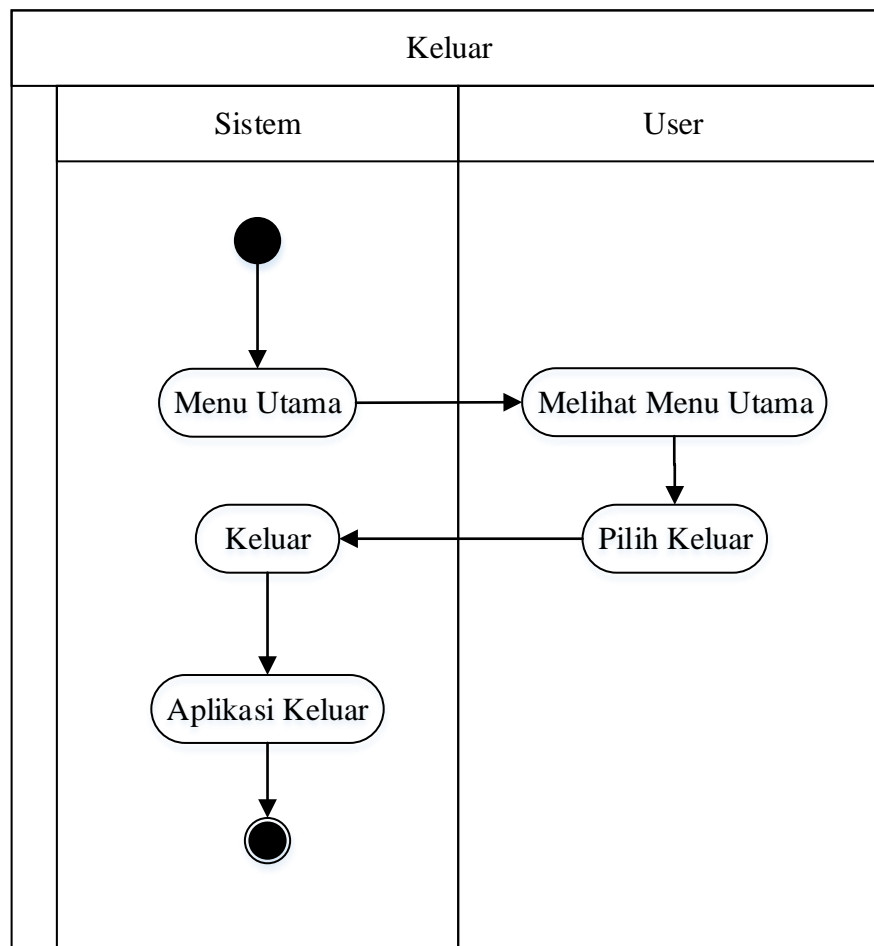 Keluar
Sistem
User
Menu Utama
Melihat Menu Utama
Keluar
Pilih Keluar
Aplikasi Keluar